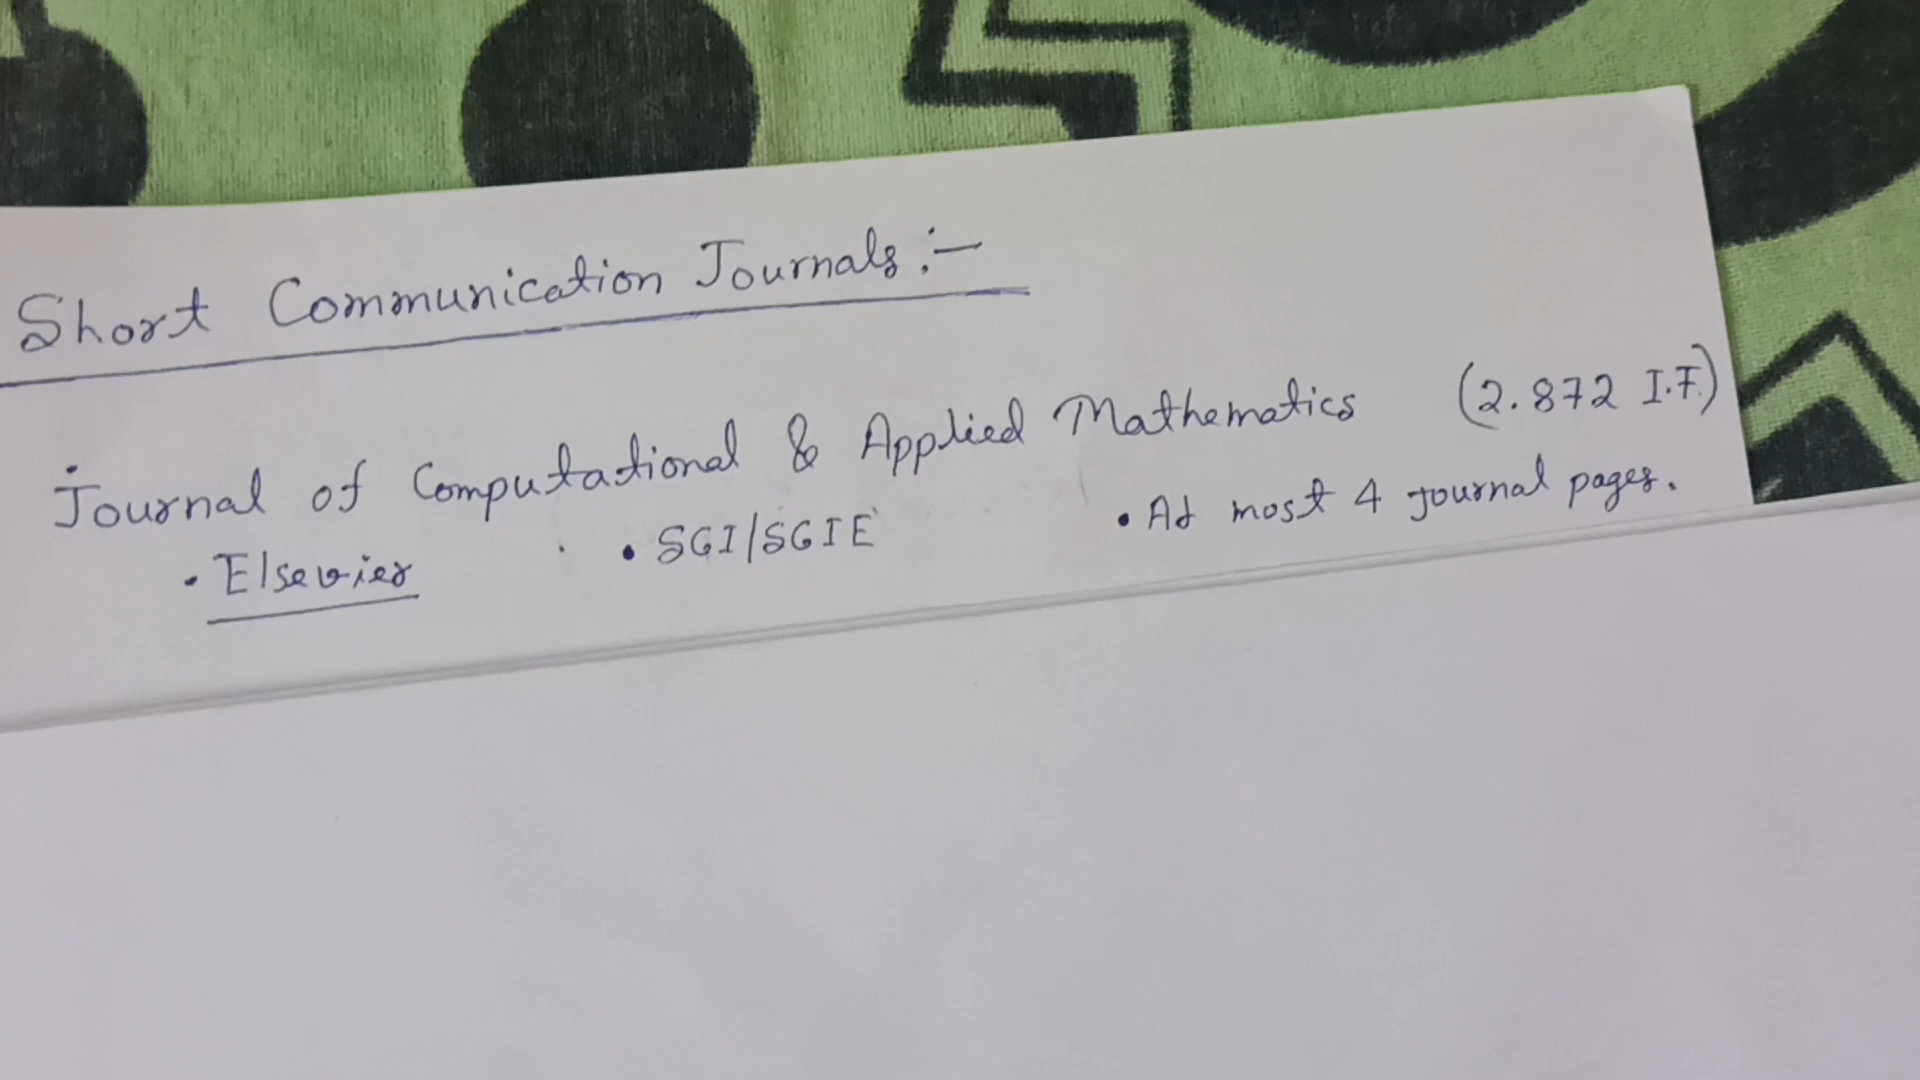 Short Communication Journals :-
Journal of Computational & Applied Mathematics (2.872 I.F.)
• Elsevier • SCI/SCIE • At most 4 journal pages.